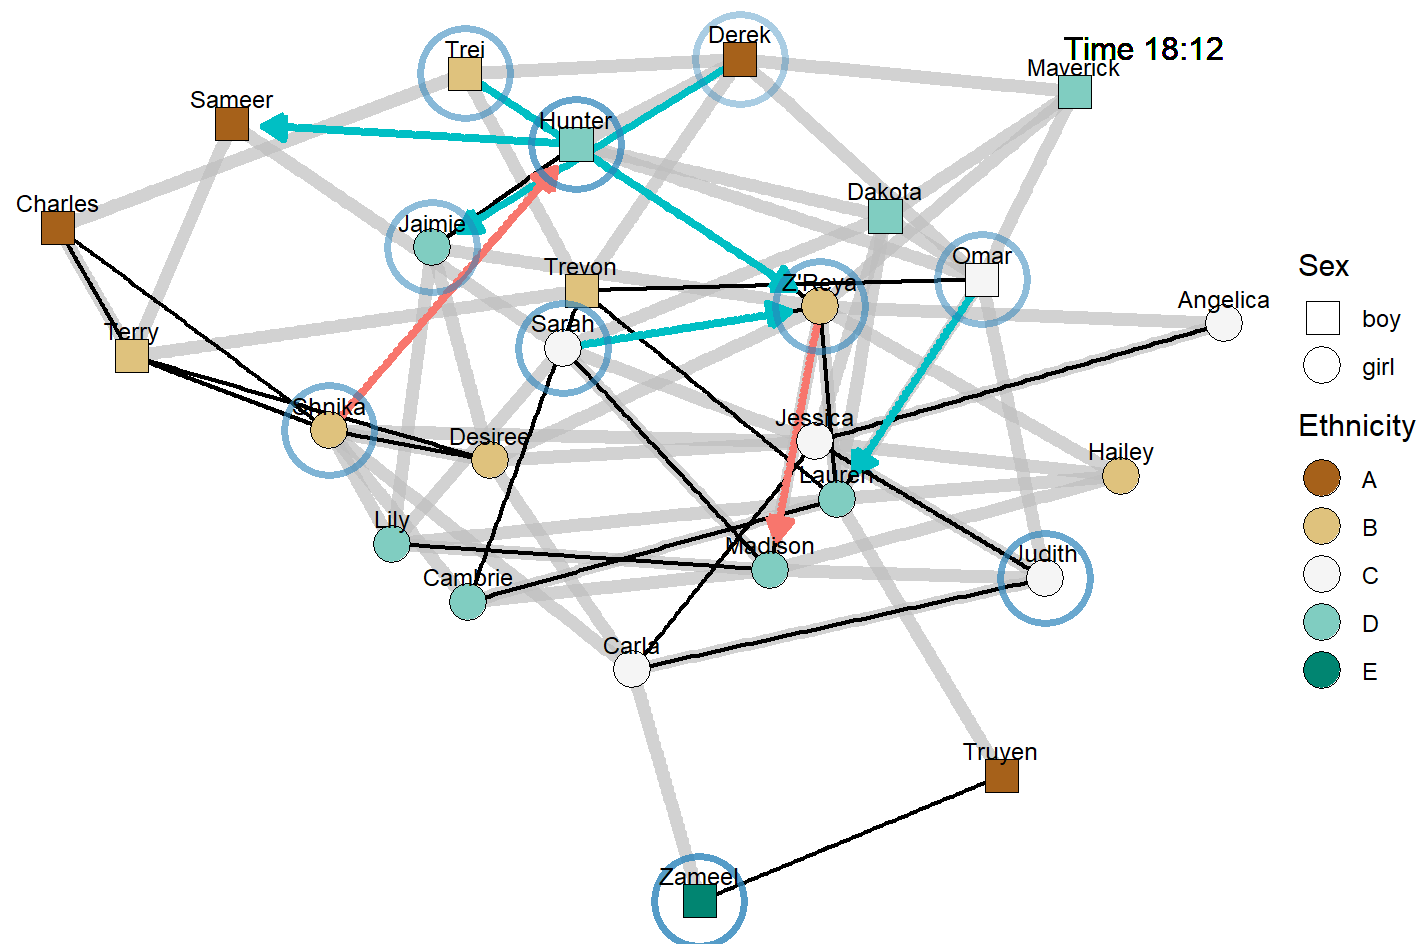 Time 18:12
Trei
Derek
Maverick
Sameer
Hunter
Charles
Dakota
Jaimie
Omar
Trevon
Z'Reya
Angelica
Terry
Sarah
Shnika
Desiree
Jessica
Lauren
Hailey
Lily
Madison
Judith
Cambrie
Carla
Truyen
Zameel
Sex
boy
girl
Ethnicity
A
B
C
D
E